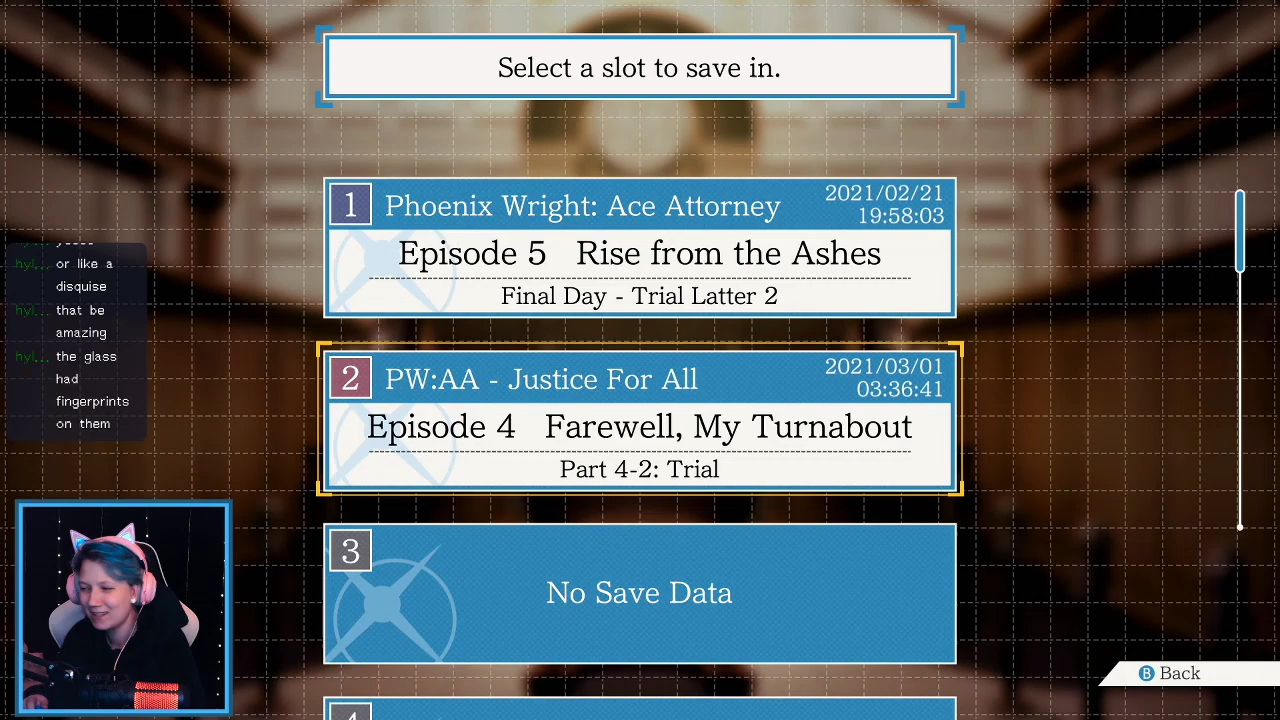 Select a slot to save in.
1 Phoenix Wright: Ace Attorney 2021/02/21
19:58:03
Episode 5 Rise from the Ashes
Final Day - Trial Latter 2
hyl... or like a
disquise
hyl... that be
amazing
hyl... the glass
had
fingerprints
on them
2 PW:AA - Justice For All 2021/03/01
03:36:41
Episode 4 Farewell, My Turnabout
Part 4-2: Trial
3
No Save Data
B Back